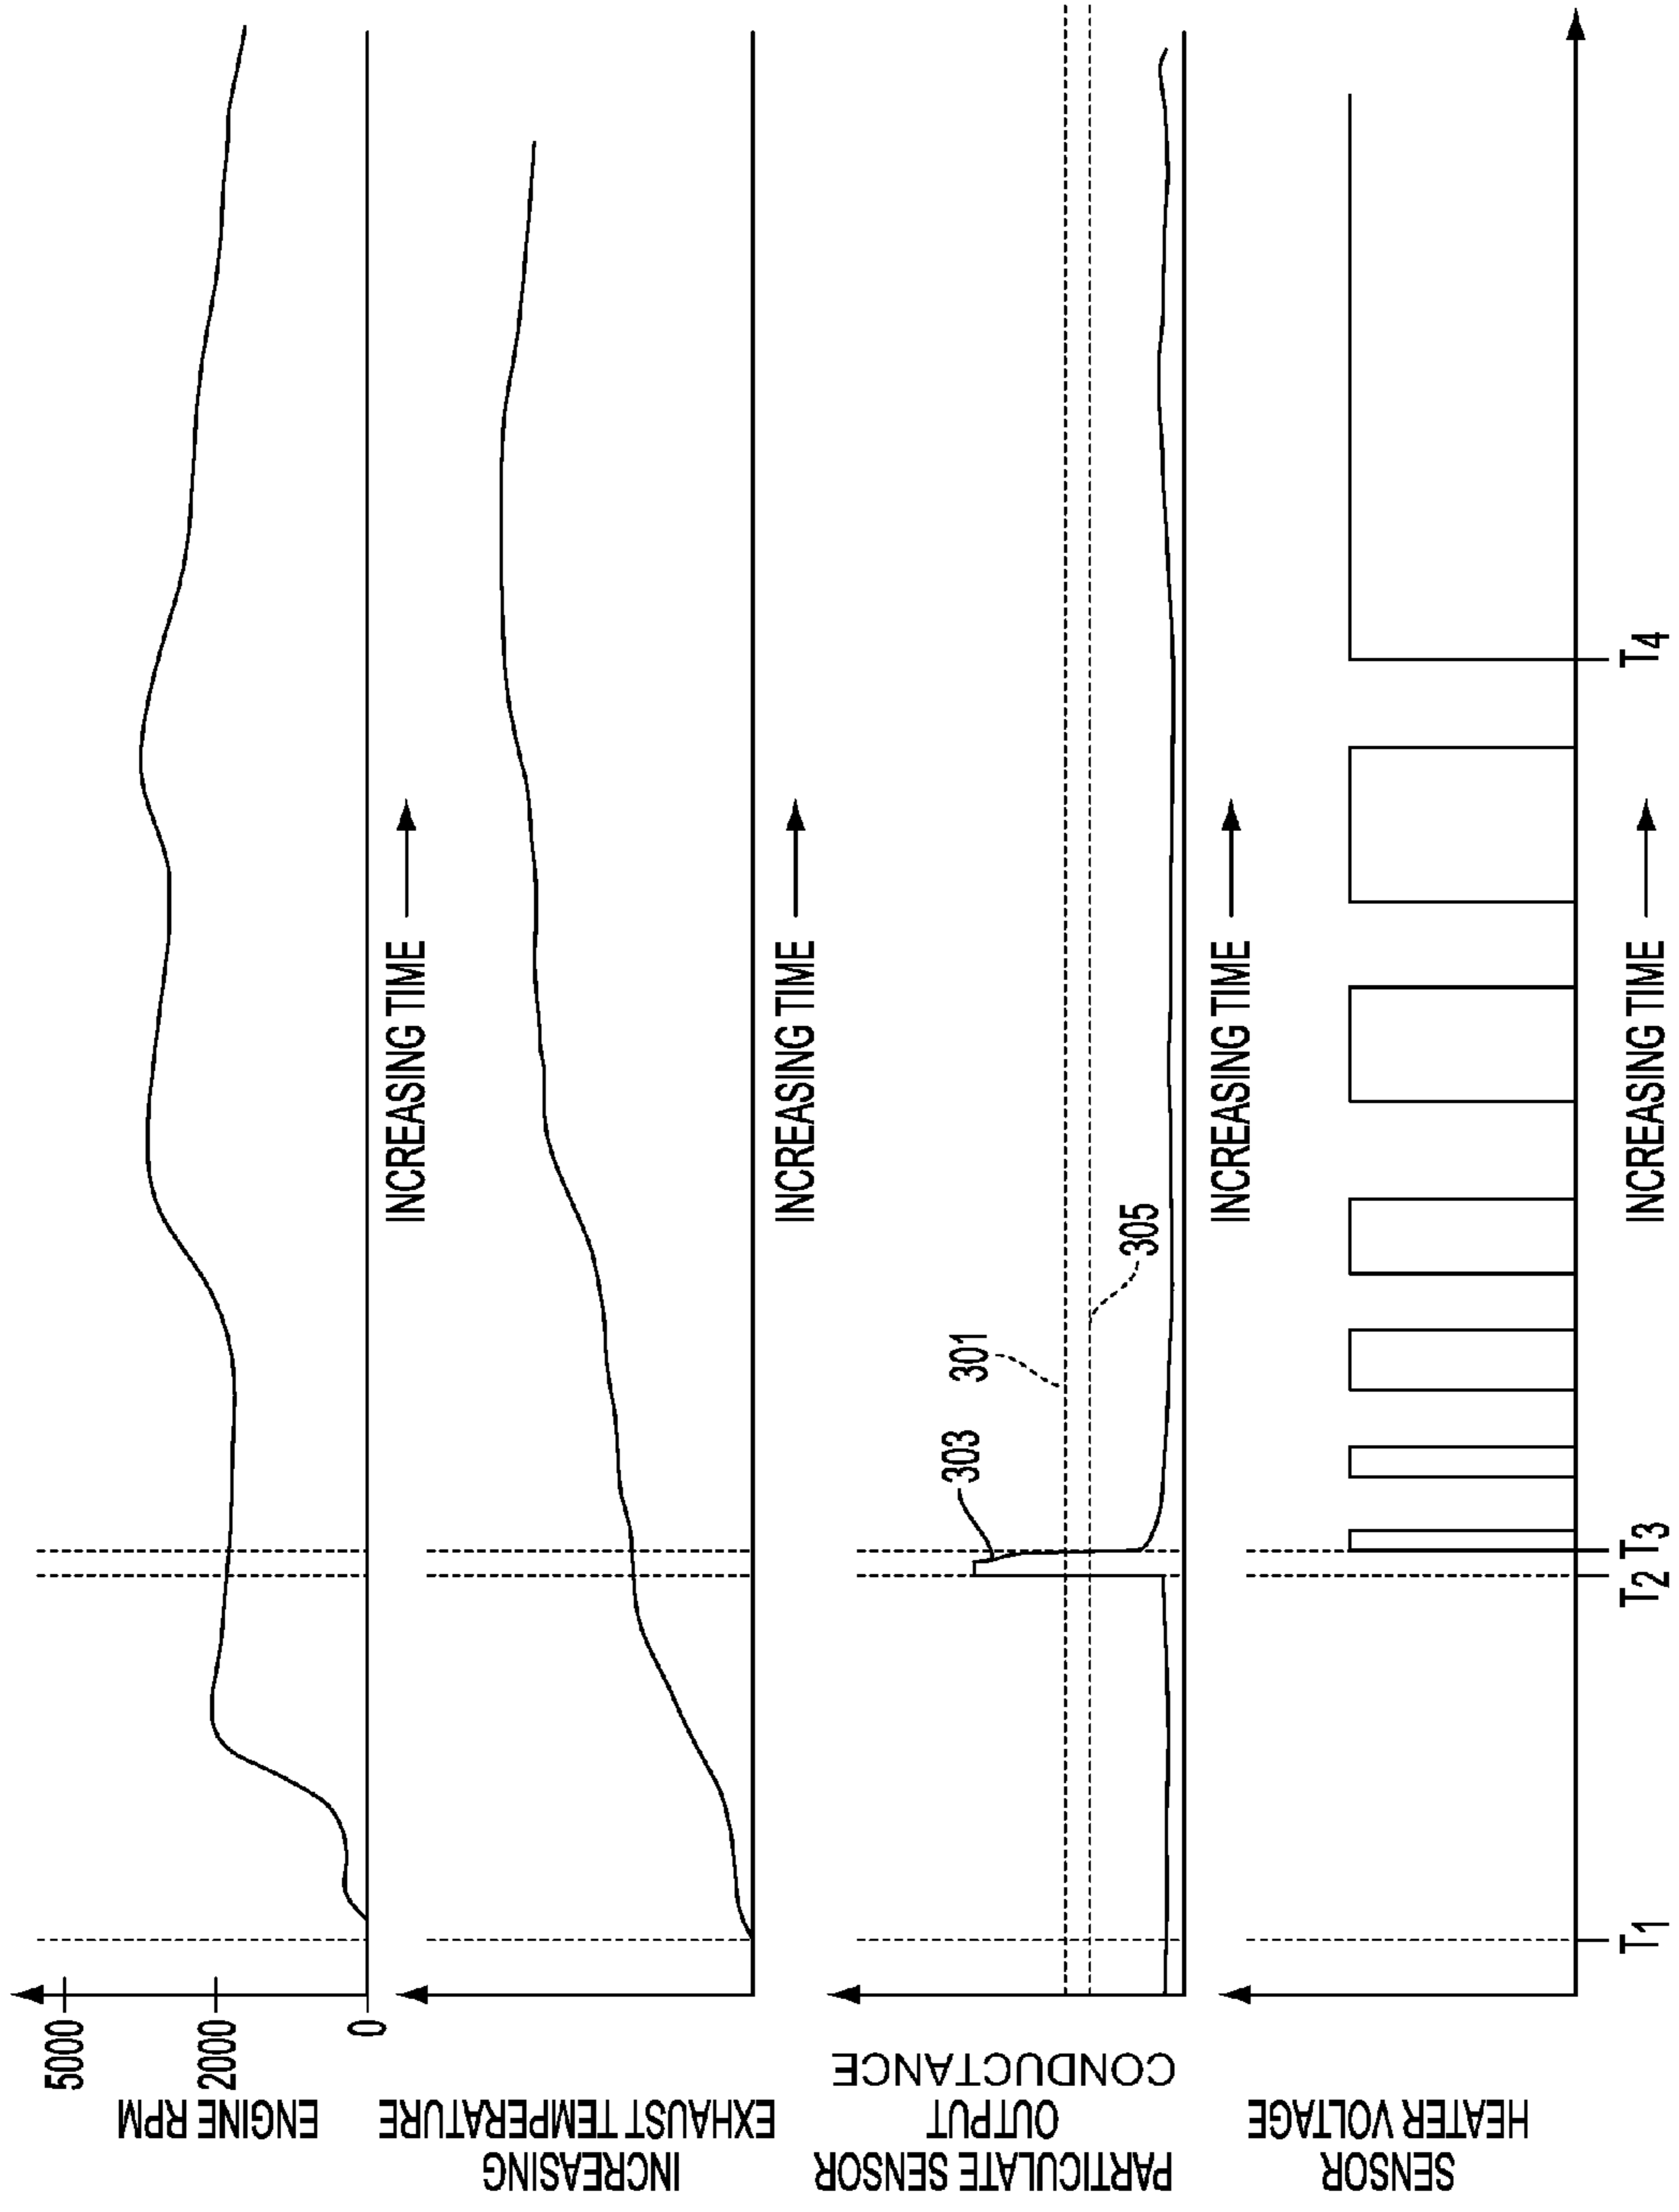 ENGINE RPM
5000
2000
0
INCREASING TIME
INCREASING
EXHAUST TEMPERATURE
INCREASING TIME
PARTICULATE SENSOR
OUTPUT
CONDUCTANCE
303
301
305
INCREASING TIME
SENSOR
HEATER VOLTAGE
T1
T2
T3
T4
INCREASING TIME